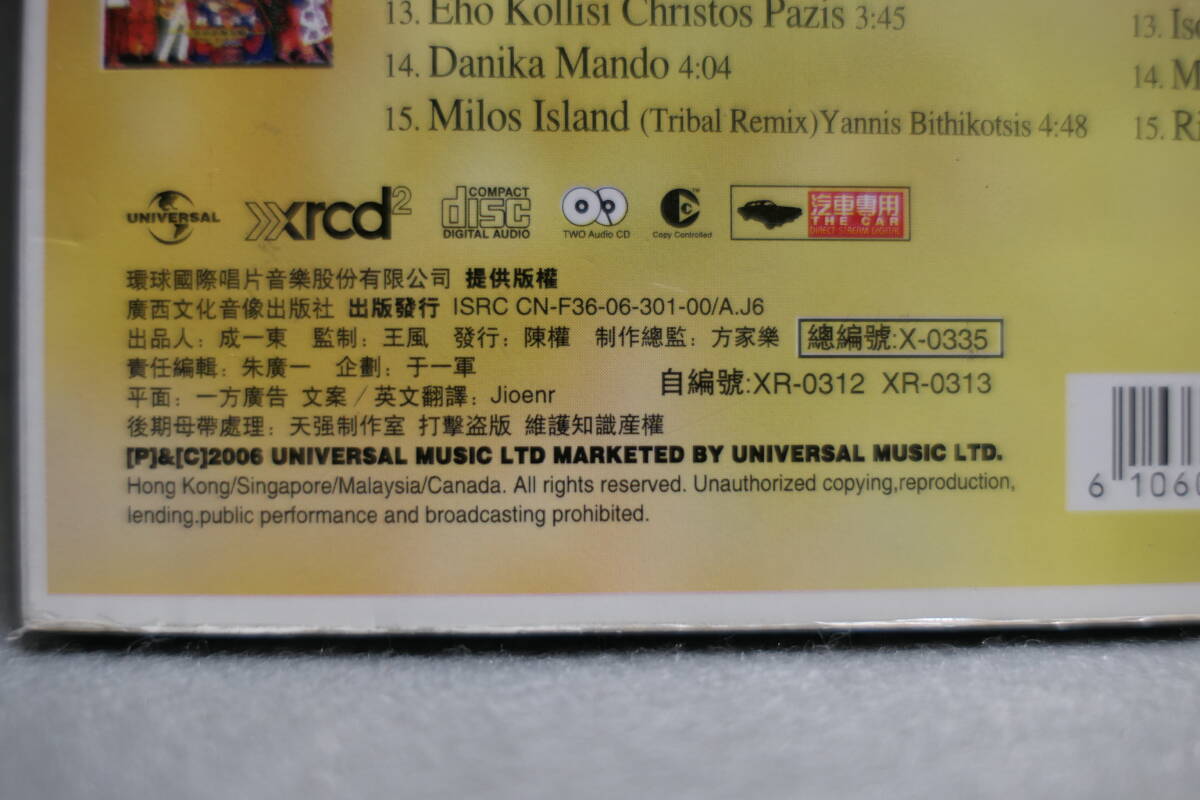 13. Eho Kollisi Christos Pazis 3:45
14. Danika Mando 4:04
15. Milos Island (Tribal Remix)Yannis Bithikotsis 4:48
13. Iso
14. M
15. Ri
UNIVERSAL
xrcd2
COMPACT
disc
DIGITAL AUDIO
TWO Audio CD
Copy Controlled
汽車專用
THE CAR
DIRECT STREAM DIGITAL
環球國際唱片音樂股份有限公司 提供版權
廣西文化音像出版社 出版發行 ISRC CN-F36-06-301-00/A.J6
出品人：成一東 監制：王風 發行：陳權 制作總監：方家樂 總編號:X-0335
責任編輯：朱廣一 企劃：于一軍
自編號:XR-0312 XR-0313
平面：一方廣告 文案／英文翻譯：Jioenr
後期母帶處理：天强制作室 打擊盜版 維護知識産權
[P]&[C]2006 UNIVERSAL MUSIC LTD MARKETED BY UNIVERSAL MUSIC LTD.
Hong Kong/Singapore/Malaysia/Canada. All rights reserved. Unauthorized copying,reproduction,
lending.public performance and broadcasting prohibited.
6 1060